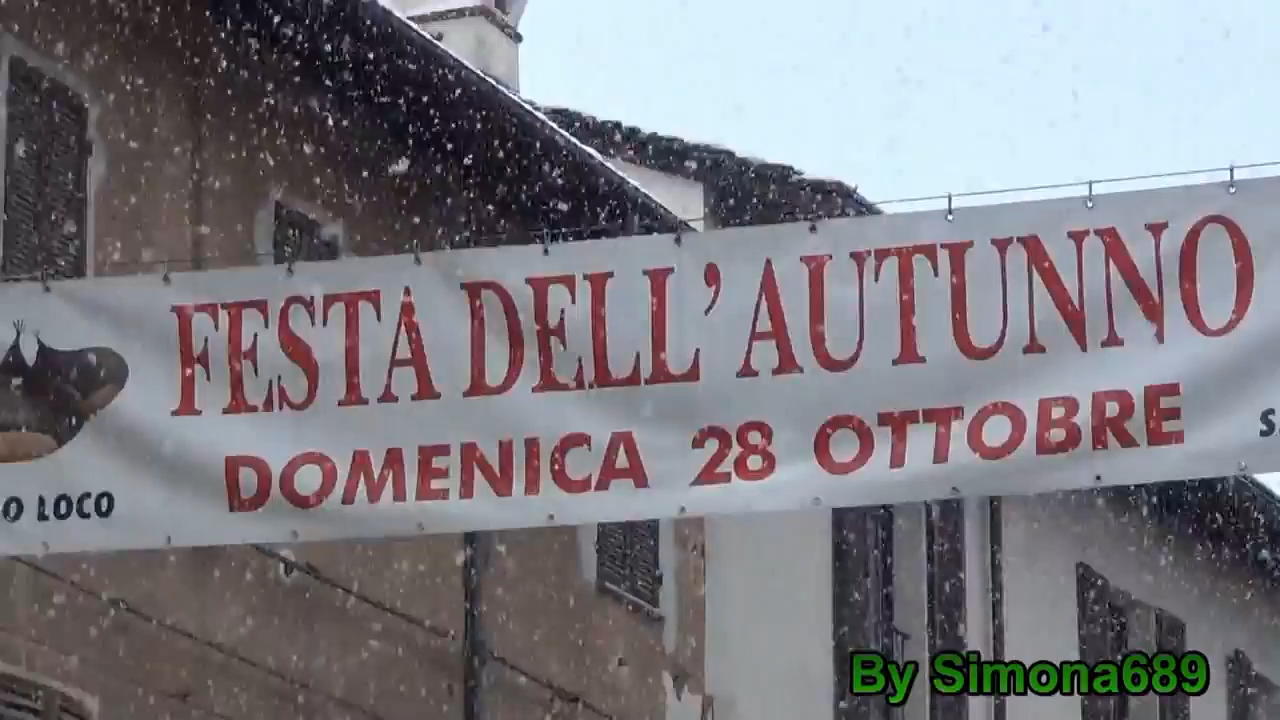 FESTA DELL'AUTUNNO
DOMENICA 28 OTTOBRE
O LOCO
By Simona689